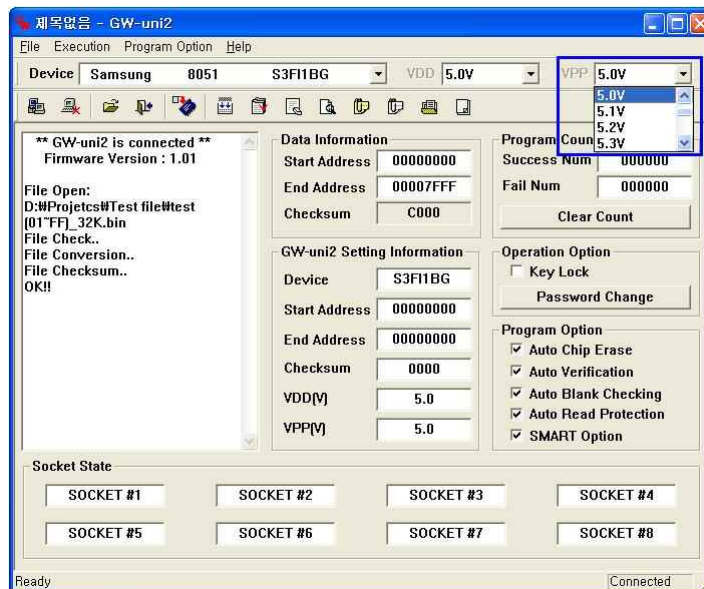 제목없음 - GW-uni2
File Execution Program Option Help
Device Samsung 8051 S3FI1BG VDD 5.0V VPP 5.0V
5.0V
5.1V
5.2V
5.3V
** GW-uni2 is connected **
Firmware Version : 1.01
File Open:
D:₩Projetcs₩Test file₩test
(01~FF)_32K.bin
File Check..
File Conversion..
File Checksum..
OK!!
Data Information
Start Address 00000000
End Address 00007FFF
Checksum C000
GW-uni2 Setting Information
Device S3FI1BG
Start Address 00000000
End Address 00000000
Checksum 0000
VDD(V) 5.0
VPP(V) 5.0
Program Coun
Success Num 000000
Fail Num 000000
Clear Count
Operation Option
Key Lock
Password Change
Program Option
Auto Chip Erase
Auto Verification
Auto Blank Checking
Auto Read Protection
SMART Option
Socket State
SOCKET #1 SOCKET #2 SOCKET #3 SOCKET #4
SOCKET #5 SOCKET #6 SOCKET #7 SOCKET #8
Ready Connected